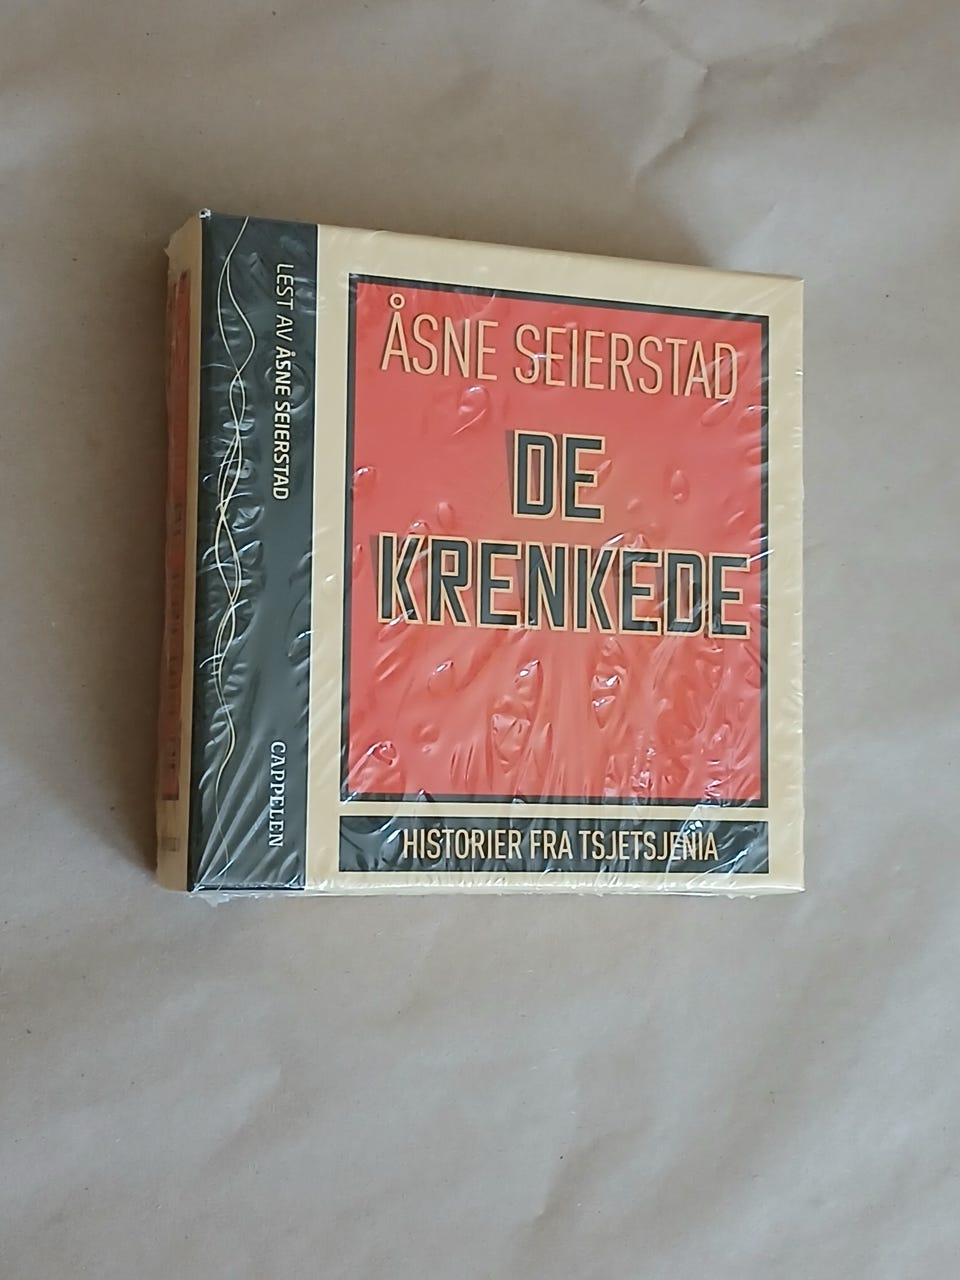 LEST AV ÅSNE SEIERSTAD
CAPPELEN
ÅSNE SEIERSTAD
DE
KRENKEDE
HISTORIER FRA TSJETSJENIA